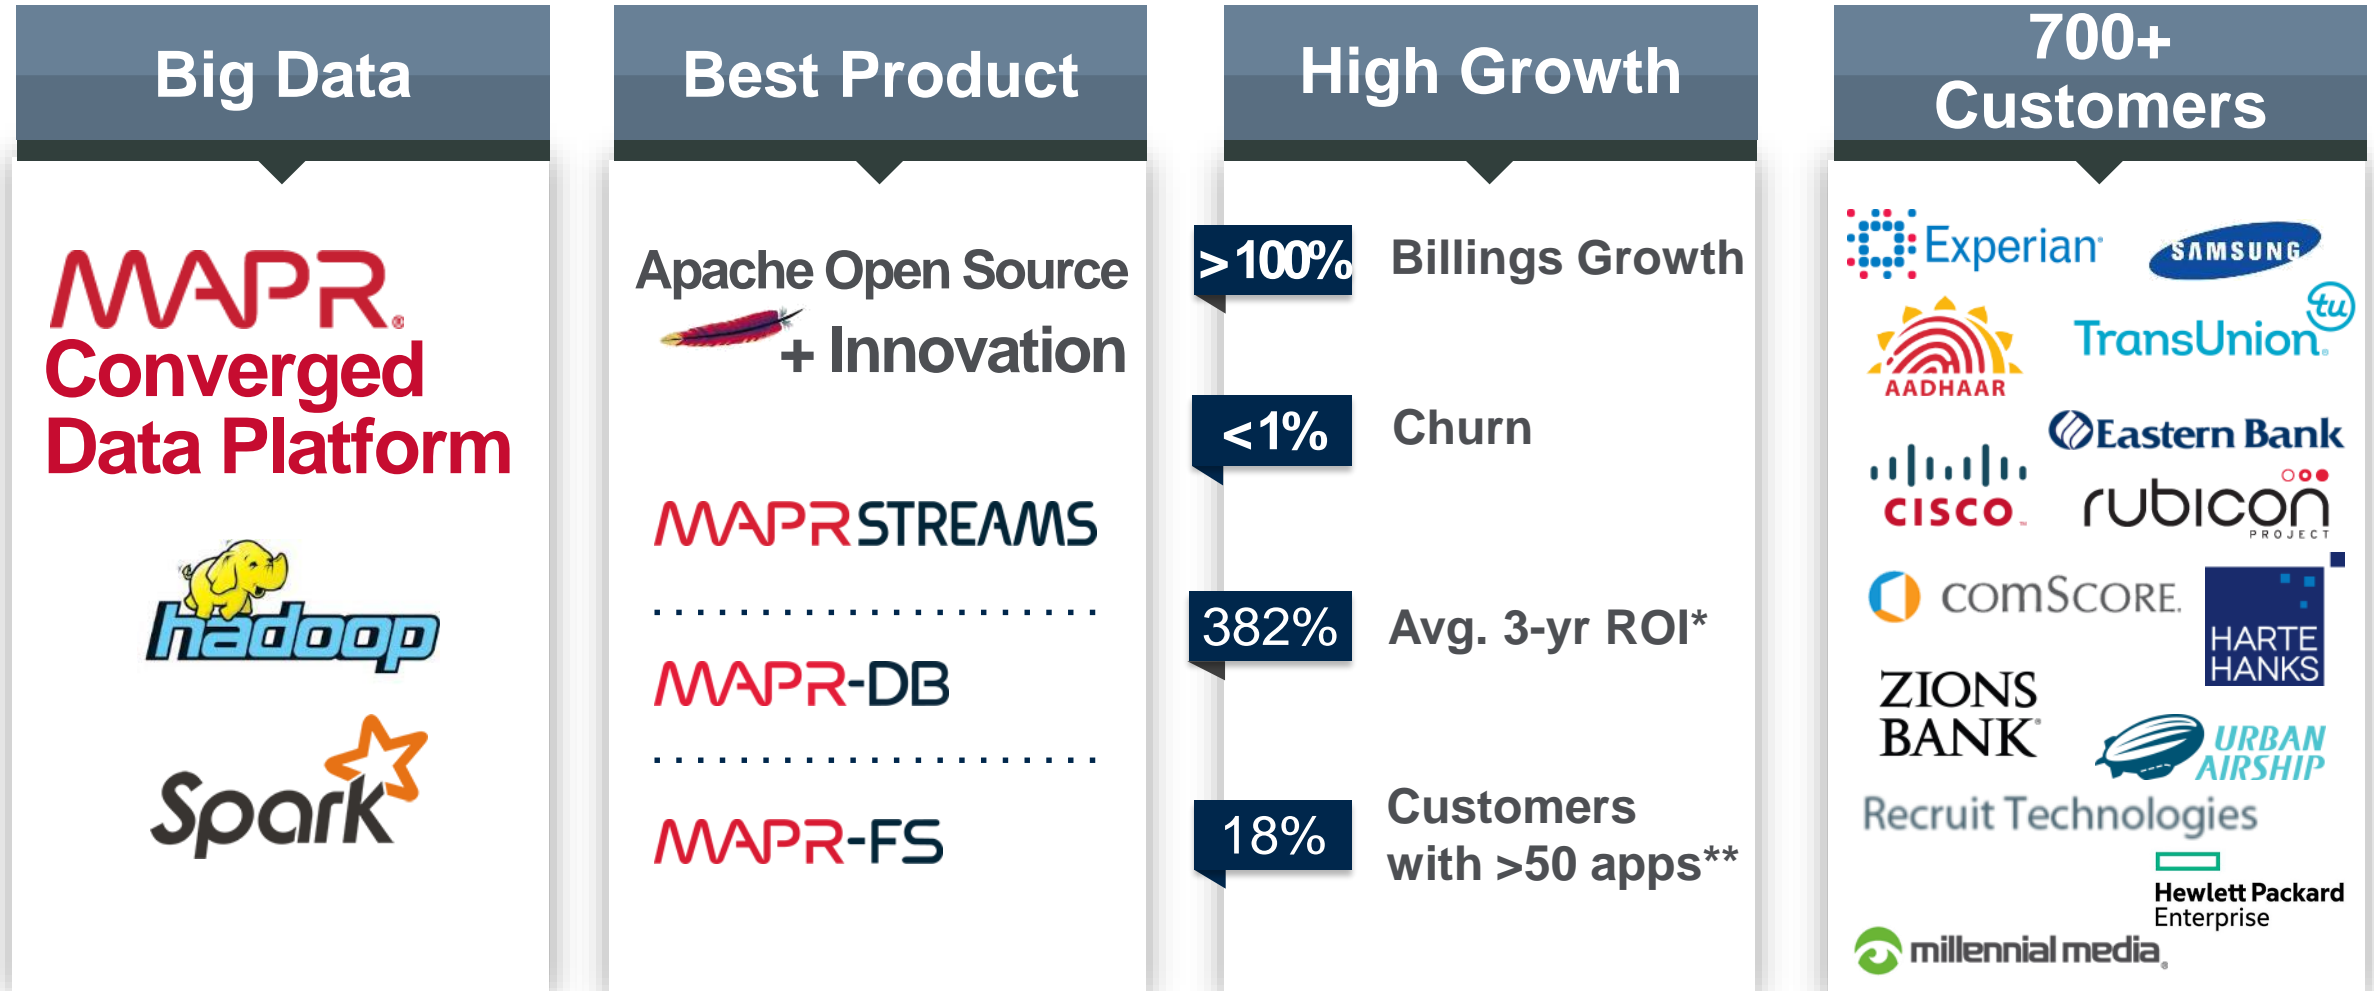 Big Data
MAPR®
Converged
Data Platform
hadoop
Spark
Best Product
Apache Open Source
+ Innovation
MAPR STREAMS
MAPR-DB
MAPR-FS
High Growth
>100% Billings Growth
<1% Churn
382% Avg. 3-yr ROI*
18% Customers
with >50 apps**
700+
Customers
Experian
SAMSUNG
AADHAAR
TransUnion
tu
Eastern Bank
CISCO
rubicon
PROJECT
comScore.
HARTE
HANKS
ZIONS
BANK
URBAN
AIRSHIP
Recruit Technologies
Hewlett Packard
Enterprise
millennial media